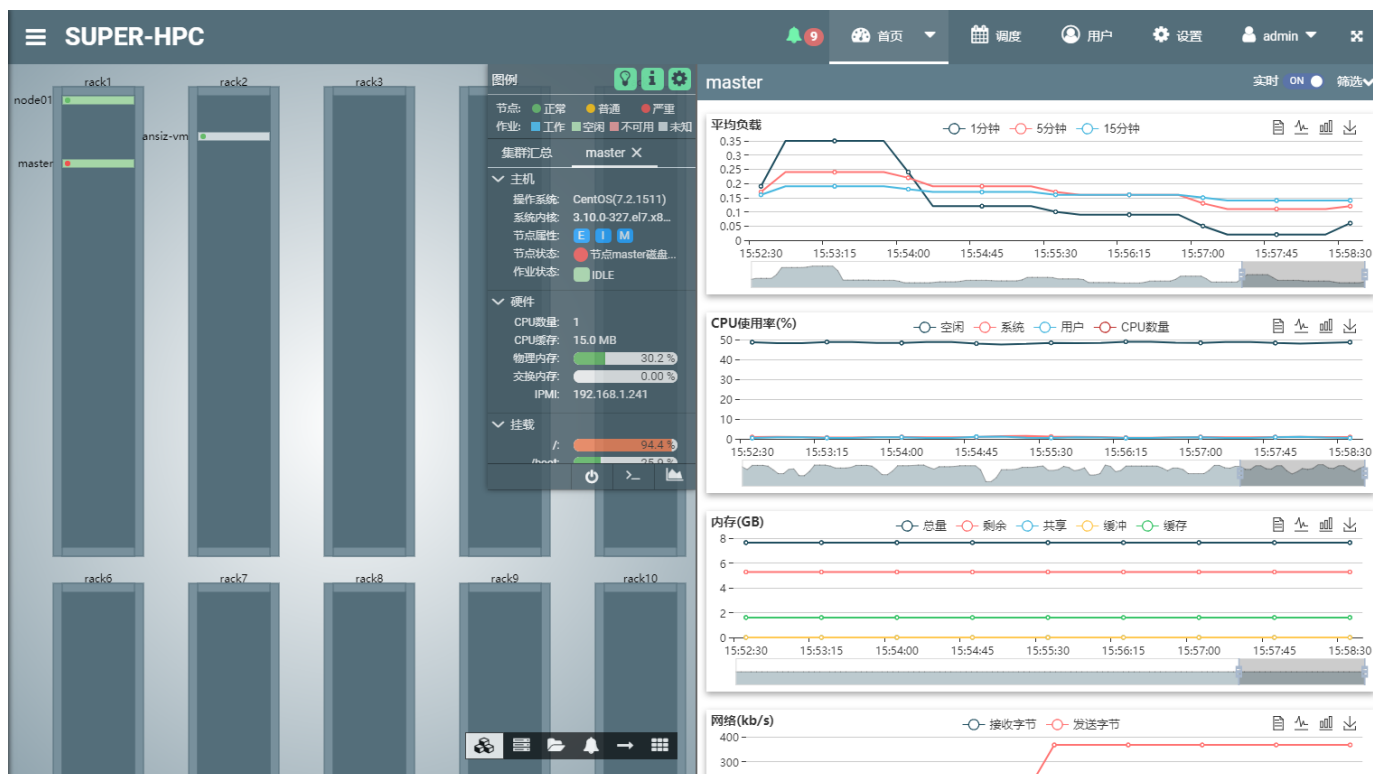 SUPER-HPC
9
首页
调度
用户
设置
admin
rack1
rack2
rack3
node01
ansiz-vm
master
rack6
rack7
rack8
rack9
rack10
图例
节点: 正常 普通 严重
作业: 工作 空闲 不可用 未知
集群汇总 master
主机
操作系统: CentOS(7.2.1511)
系统内核: 3.10.0-327.el7.x8...
节点属性: E I M
节点状态: 节点master磁盘...
作业状态: IDLE
硬件
CPU数量: 1
CPU缓存: 15.0 MB
物理内存: 30.2 %
交换内存: 0.00 %
IPMI: 192.168.1.241
挂载
/: 94.4 %
/boot:
master
实时 ON 筛选
平均负载
1分钟 5分钟 15分钟
0.35
0.3
0.25
0.2
0.15
0.1
0.05
0
15:52:30 15:53:15 15:54:00 15:54:45 15:55:30 15:56:15 15:57:00 15:57:45 15:58:30
CPU使用率(%)
空闲 系统 用户 CPU数量
50
40
30
20
10
0
15:52:30 15:53:15 15:54:00 15:54:45 15:55:30 15:56:15 15:57:00 15:57:45 15:58:30
内存(GB)
总量 剩余 共享 缓冲 缓存
8
6
4
2
0
15:52:30 15:53:15 15:54:00 15:54:45 15:55:30 15:56:15 15:57:00 15:57:45 15:58:30
网络(kb/s)
接收字节 发送字节
400
300